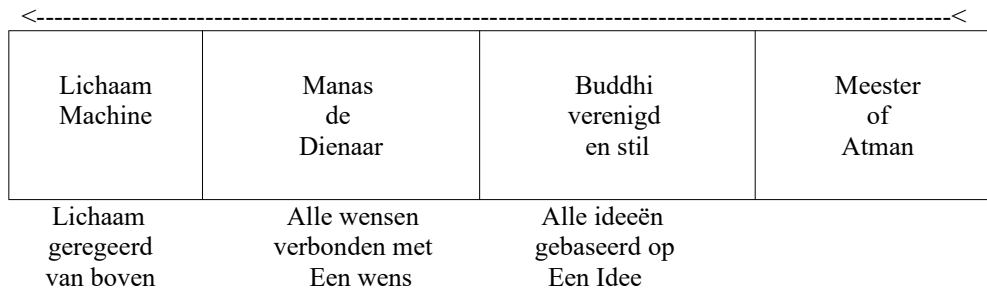 <---------------------------------------------------------------------------------------------<
Lichaam
Machine
Manas
de
Dienaar
Buddhi
verenigd
en stil
Meester
of
Atman
Lichaam
geregeerd
van boven
Alle wensen
verbonden met
Een wens
Alle ideeën
gebaseerd op
Een Idee